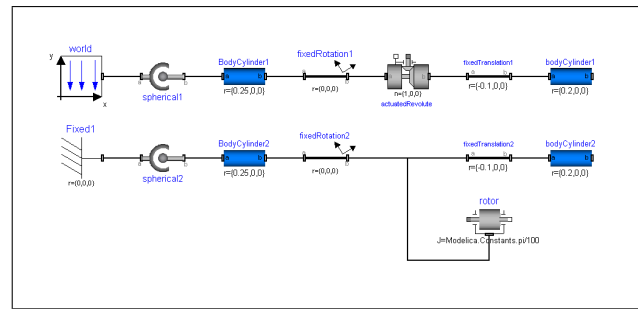 world
y
x
spherical1
BodyCylinder1
a b
r={0.25,0,0}
fixedRotation1
a b
r={0,0,0}
n={1,0,0}
actuatedRevolute
fixedTranslation1
a b
r={-0.1,0,0}
bodyCylinder1
a b
r={0.2,0,0}
Fixed1
r={0,0,0}
spherical2
BodyCylinder2
a b
r={0.25,0,0}
fixedRotation2
a b
r={0,0,0}
fixedTranslation2
a b
r={-0.1,0,0}
bodyCylinder2
a b
r={0.2,0,0}
rotor
J=Modelica.Constants.pi/100